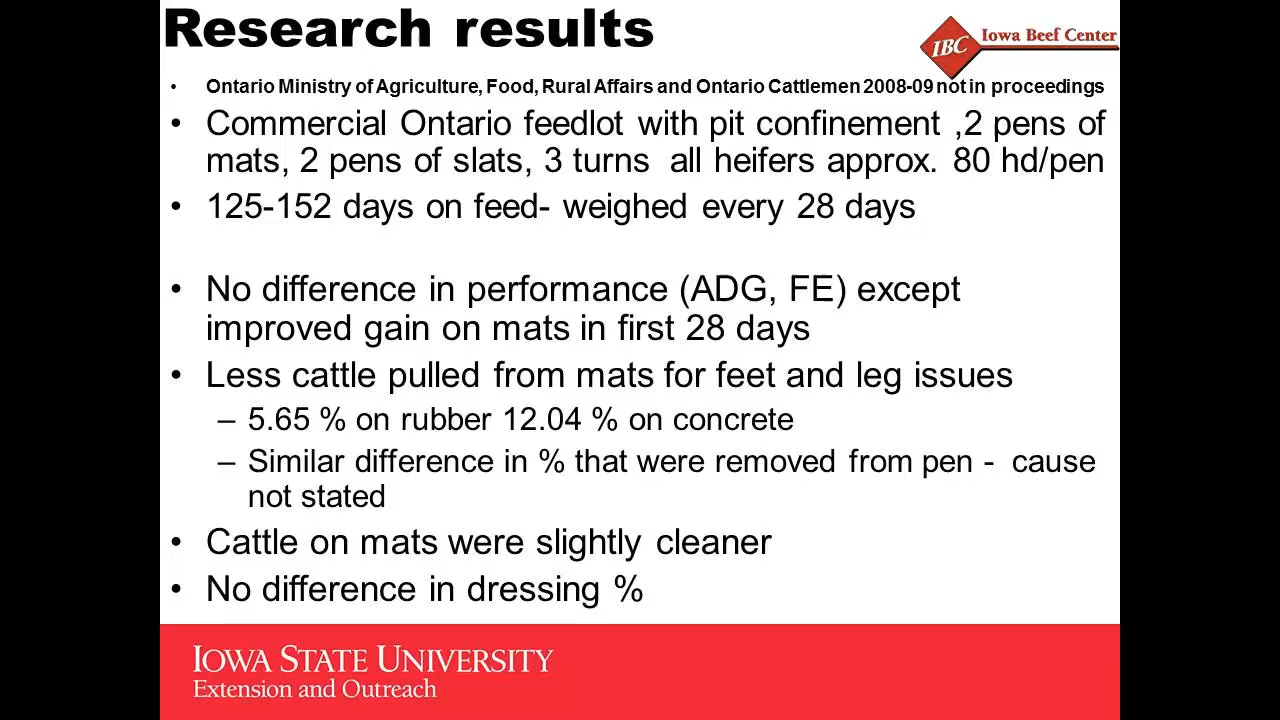 Research results
IBC Iowa Beef Center
• Ontario Ministry of Agriculture, Food, Rural Affairs and Ontario Cattlemen 2008-09 not in proceedings
• Commercial Ontario feedlot with pit confinement ,2 pens of
mats, 2 pens of slats, 3 turns all heifers approx. 80 hd/pen
• 125-152 days on feed- weighed every 28 days
• No difference in performance (ADG, FE) except
improved gain on mats in first 28 days
• Less cattle pulled from mats for feet and leg issues
– 5.65 % on rubber 12.04 % on concrete
– Similar difference in % that were removed from pen - cause
not stated
• Cattle on mats were slightly cleaner
• No difference in dressing %
IOWA STATE UNIVERSITY
Extension and Outreach